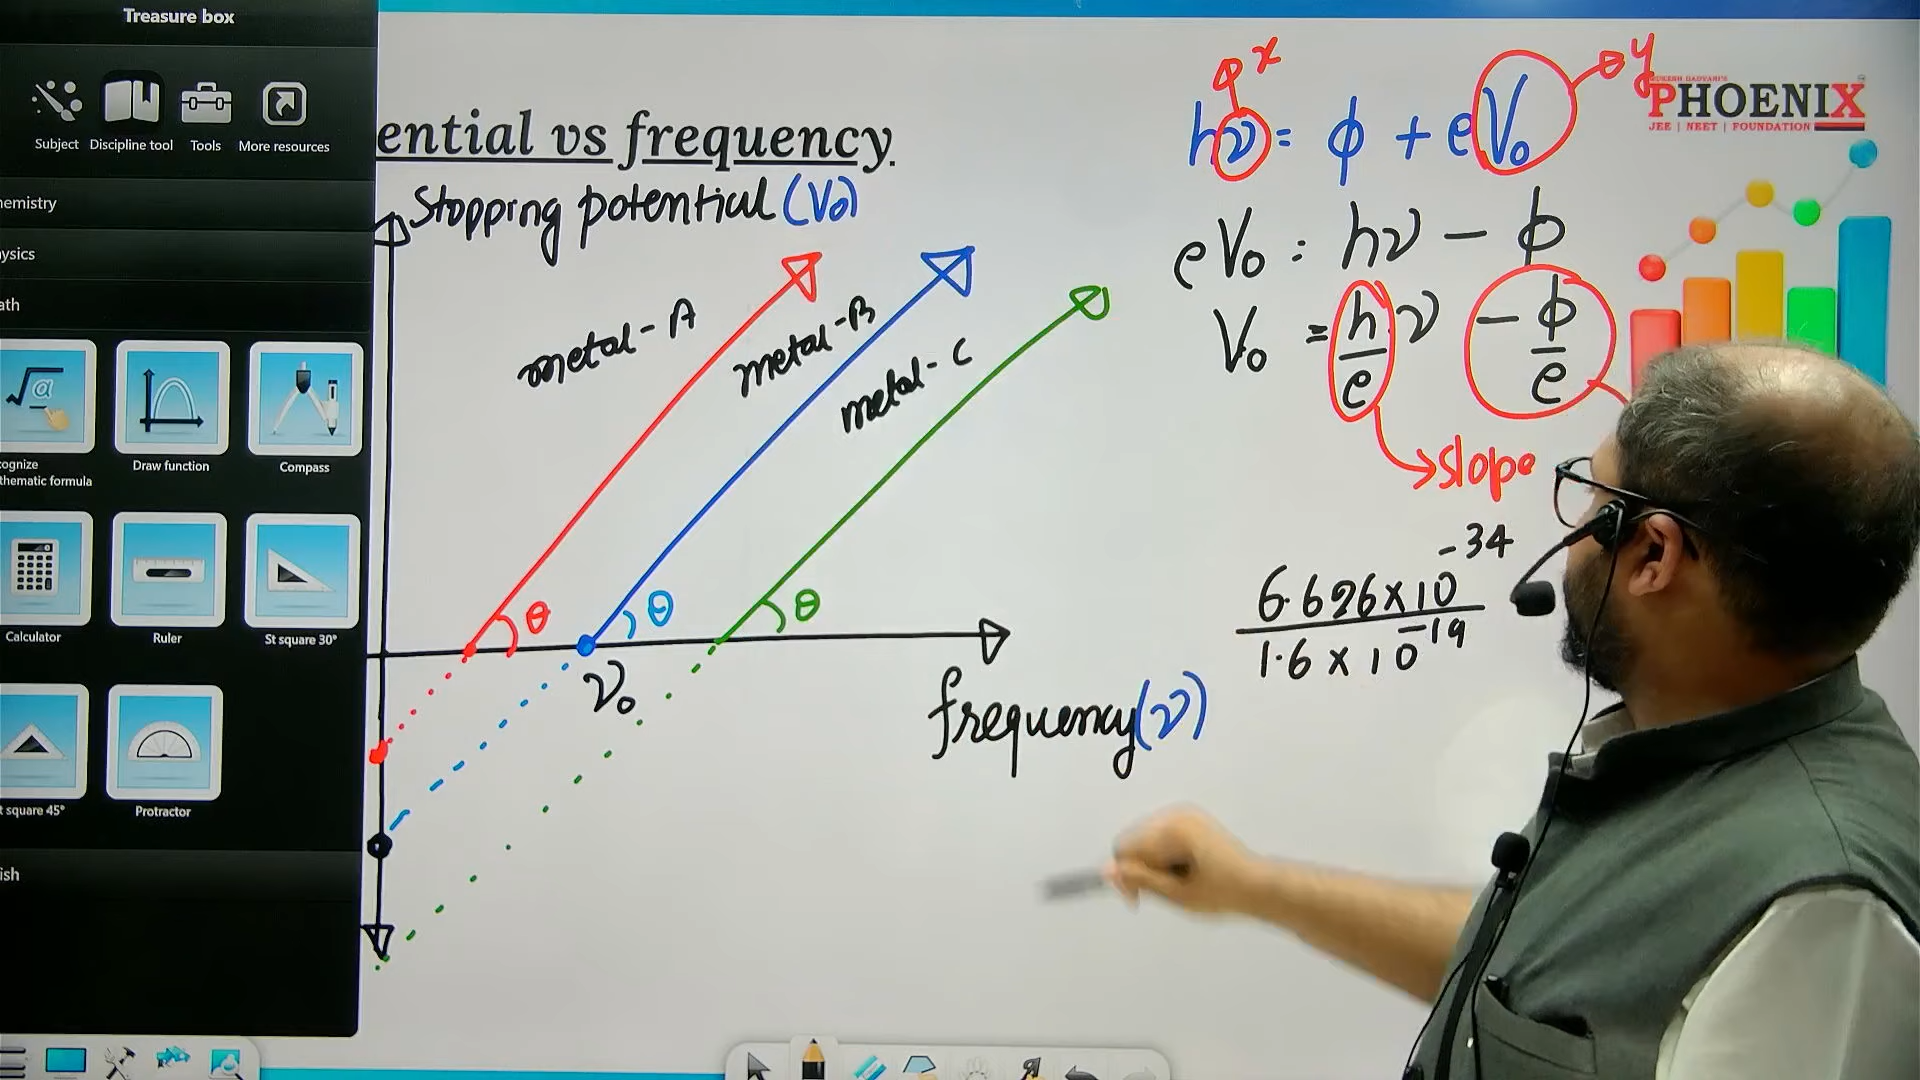 Treasure box
Subject
Discipline tool
Tools
More resources
hemistry
ysics
ath
ognize
thematic formula
Draw function
Compass
Calculator
Ruler
St square 30°
t square 45°
Protractor
ish
ential vs frequency.
Stopping potential (V₀)
metal - A
metal - B
metal - C
θ
θ
θ
ν₀
frequency (ν)
x
hν = ϕ + eV₀
y
eV₀ : hν - ϕ
V₀ = h/e ν - ϕ/e
slope
6.626 × 10⁻³⁴
1.6 × 10⁻¹⁹
MUKESH GADVANI'S
PHOENIX
JEE | NEET | FOUNDATION